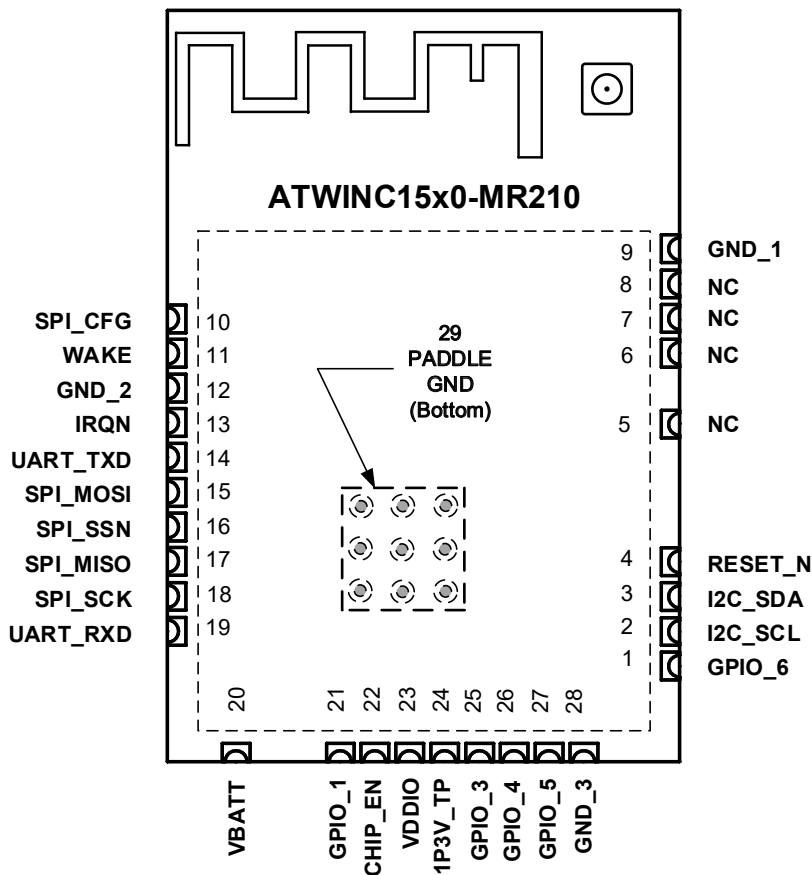 ATWINC15x0-MR210
9 GND_1
8 NC
7 NC
6 NC
5 NC
4 RESET_N
3 I2C_SDA
2 I2C_SCL
1 GPIO_6
SPI_CFG 10
WAKE 11
GND_2 12
IRQN 13
UART_TXD 14
SPI_MOSI 15
SPI_SSN 16
SPI_MISO 17
SPI_SCK 18
UART_RXD 19
29
PADDLE
GND
(Bottom)
20 VBATT
21 GPIO_1
22 CHIP_EN
23 VDDIO
24 1P3V_TP
25 GPIO_3
26 GPIO_4
27 GPIO_5
28 GND_3